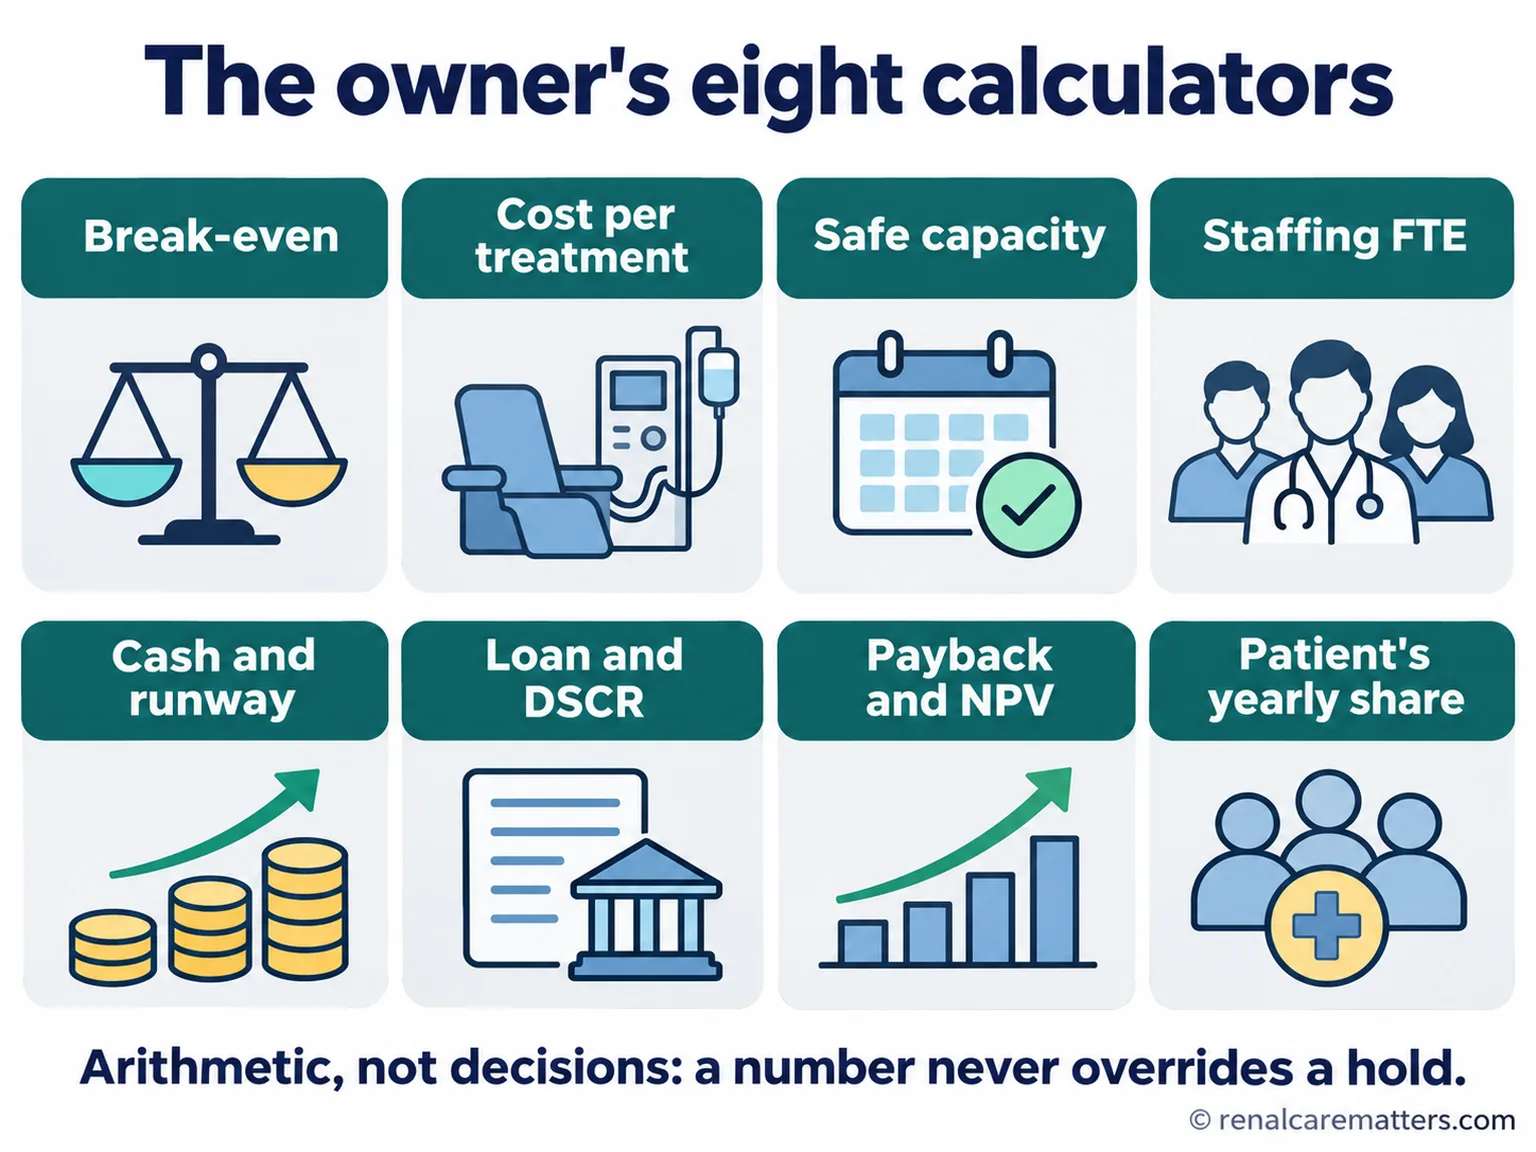 The owner's eight calculators
Break-even
Cost per
treatment
Safe capacity
Staffing FTE
Cash and
runway
Loan and
DSCR
Payback
and NPV
Patient's
yearly share
Arithmetic, not decisions: a number never overrides a hold.
© renalcarematters.com